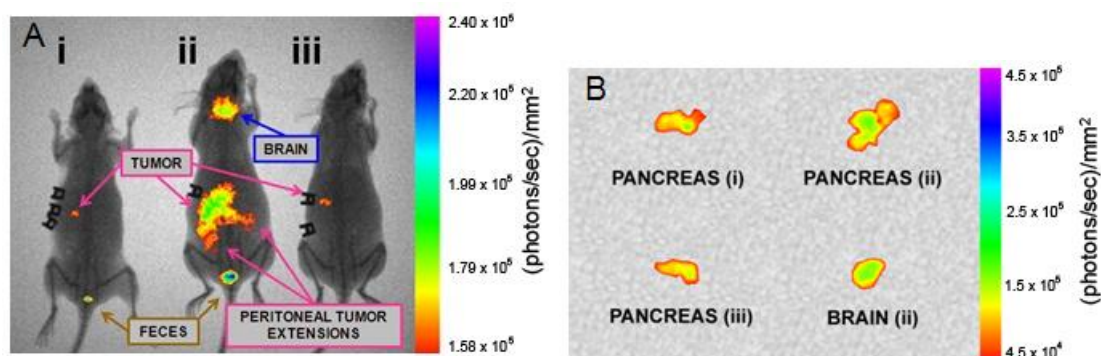 A
i
ii
iii
BRAIN
TUMOR
FECES
PERITONEAL TUMOR
EXTENSIONS
2.40 x 10⁵
2.20 x 10⁵
1.99 x 10⁵
1.79 x 10⁵
1.58 x 10⁵
(photons/sec)/mm²
B
PANCREAS (i)
PANCREAS (ii)
PANCREAS (iii)
BRAIN (ii)
4.5 x 10⁵
3.5 x 10⁵
2.5 x 10⁵
1.5 x 10⁵
4.5 x 10⁴
(photons/sec)/mm²